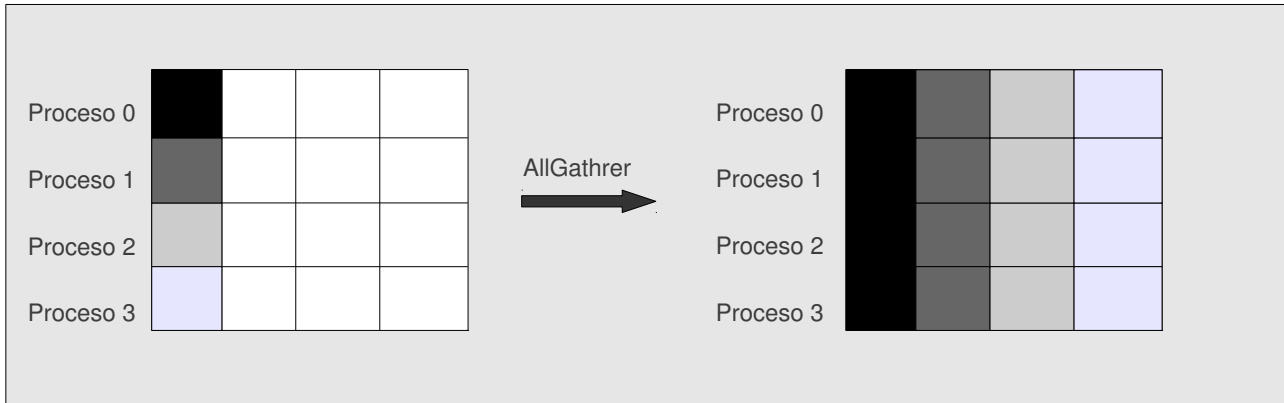 Proceso 0
Proceso 1
Proceso 2
Proceso 3
AllGathrer
Proceso 0
Proceso 1
Proceso 2
Proceso 3